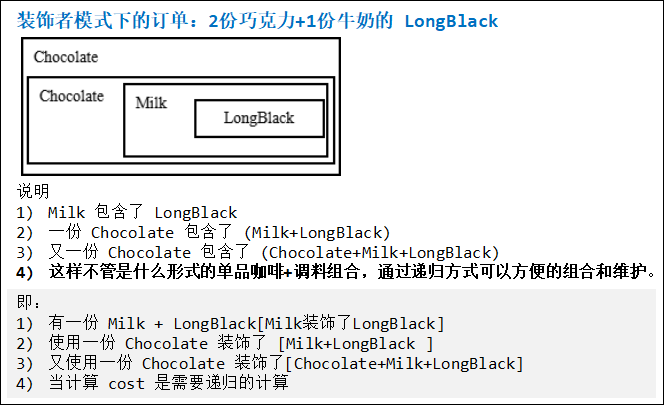 装饰者模式下的订单：2份巧克力+1份牛奶的 LongBlack
Chocolate
Chocolate
Milk
LongBlack
说明
1) Milk 包含了 LongBlack
2) 一份 Chocolate 包含了 (Milk+LongBlack)
3) 又一份 Chocolate 包含了 (Chocolate+Milk+LongBlack)
4) 这样不管是什么形式的单品咖啡+调料组合，通过递归方式可以方便的组合和维护。
即：
1) 有一份 Milk + LongBlack[Milk装饰了LongBlack]
2) 使用一份 Chocolate 装饰了 [Milk+LongBlack ]
3) 又使用一份 Chocolate 装饰了[Chocolate+Milk+LongBlack]
4) 当计算 cost 是需要递归的计算